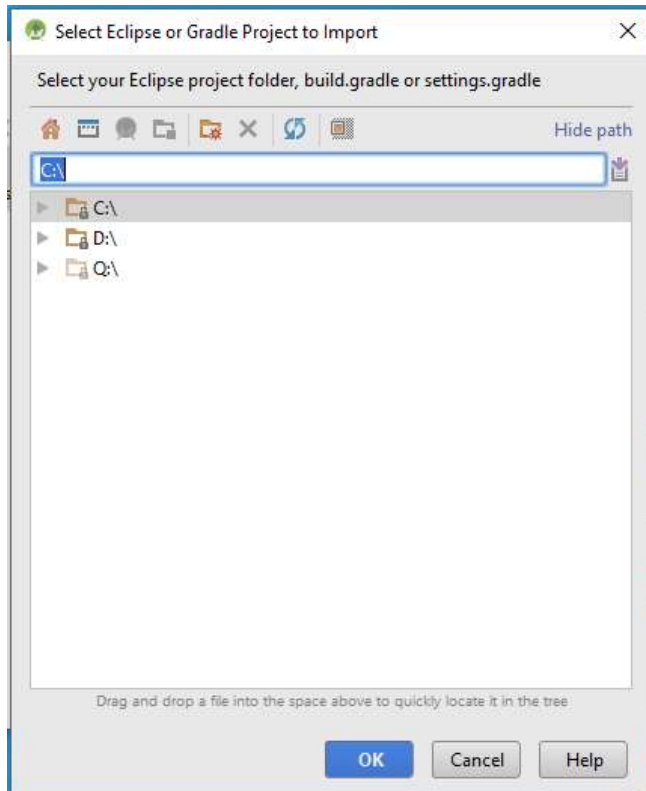 Select Eclipse or Gradle Project to Import
Select your Eclipse project folder, build.gradle or settings.gradle
Hide path
C:\
C:\
D:\
Q:\
Drag and drop a file into the space above to quickly locate it in the tree
OK Cancel Help